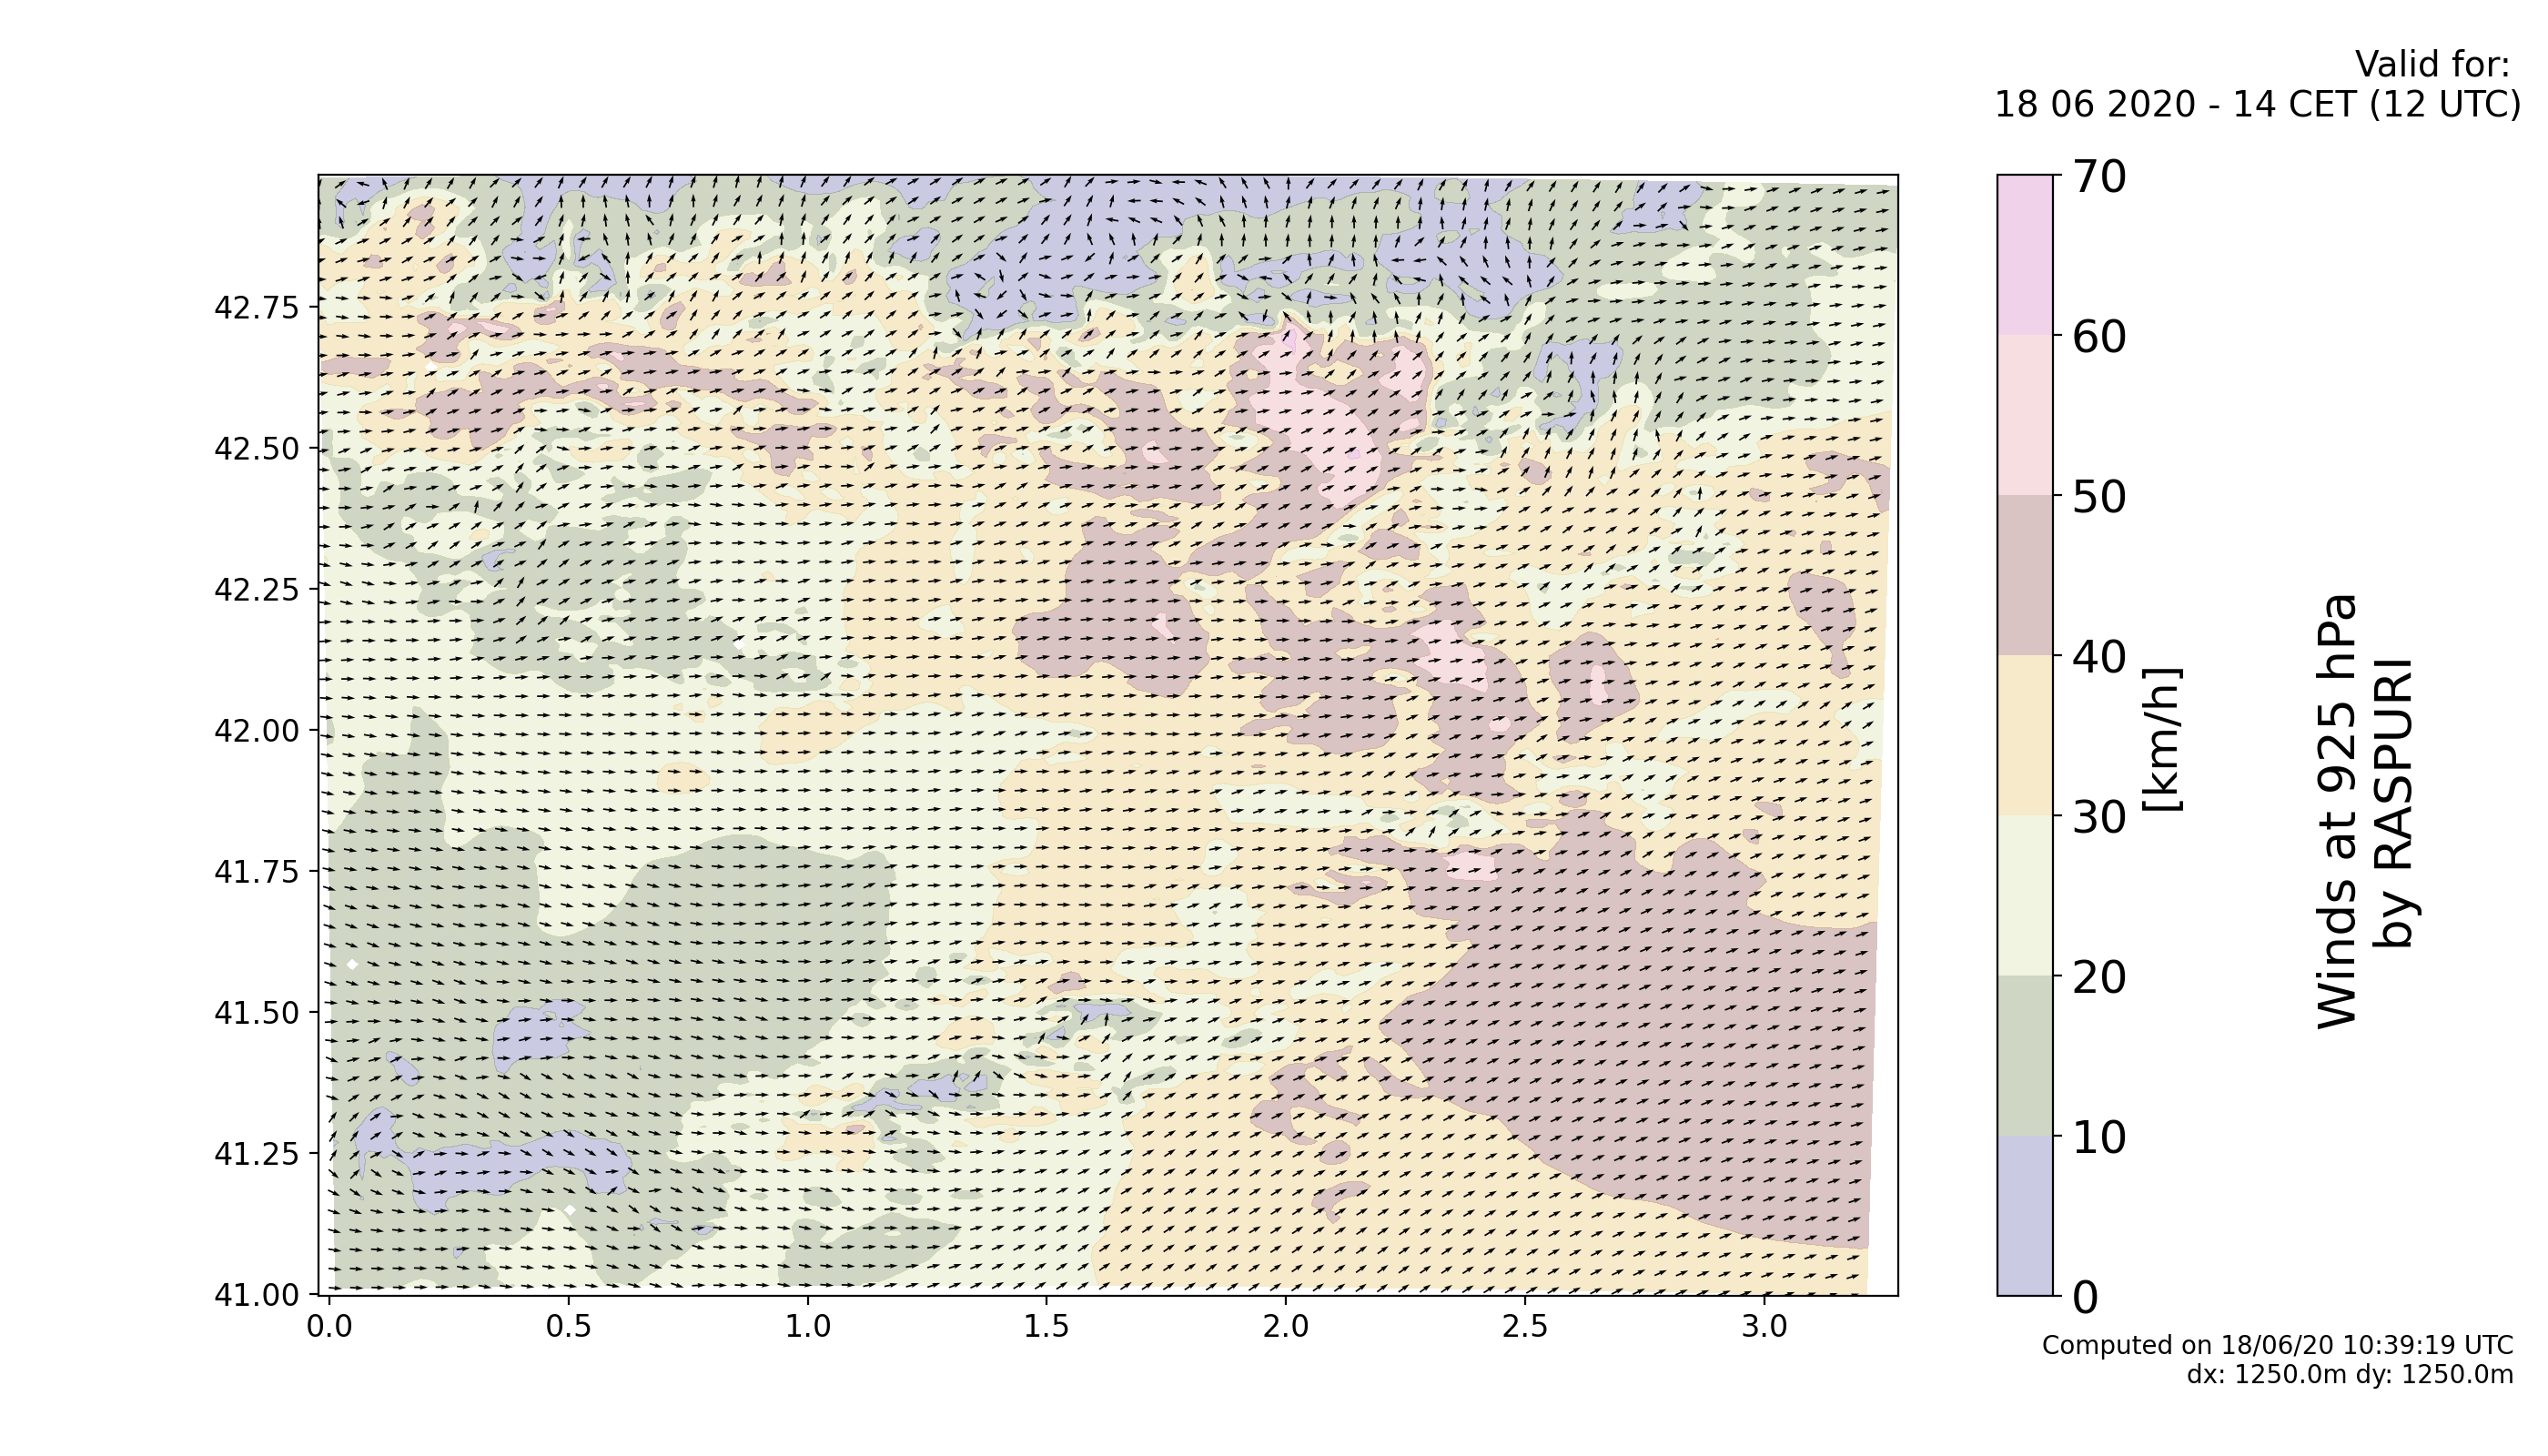 Valid for:
18 06 2020 - 14 CET (12 UTC)
42.75
42.50
42.25
42.00
41.75
41.50
41.25
41.00
0.0 0.5 1.0 1.5 2.0 2.5 3.0
70
60
50
40
30
20
10
0
[km/h]
Winds at 925 hPa
by RASPURI
Computed on 18/06/20 10:39:19 UTC
dx: 1250.0m dy: 1250.0m